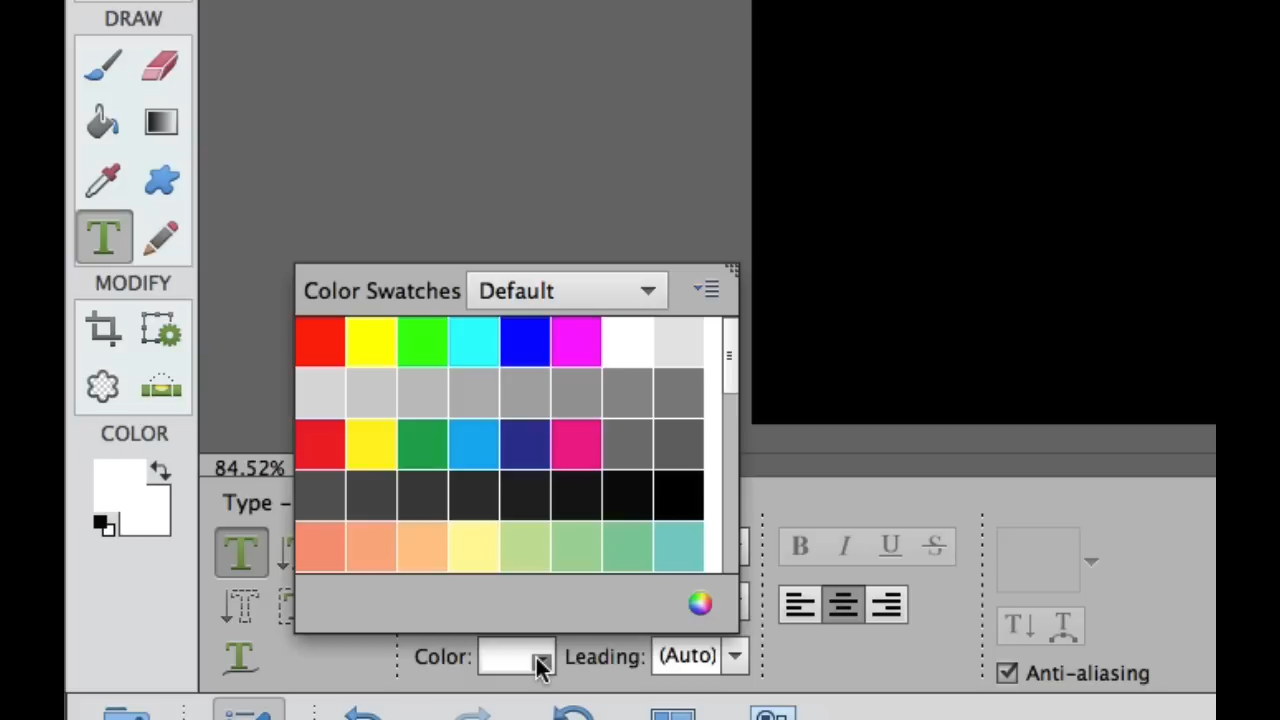 DRAW
T
MODIFY
Color Swatches Default
COLOR
84.52%
Type -
T
B I U S
T
T T
T
Color: Leading: (Auto)
Anti-aliasing